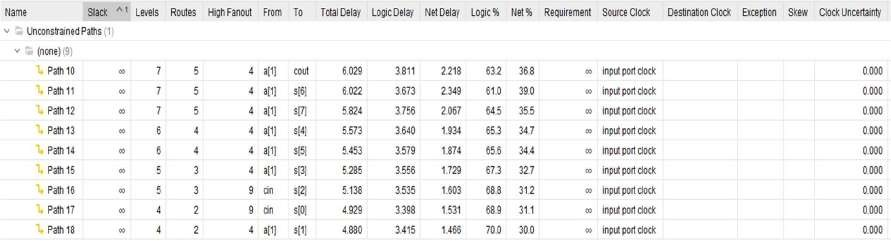 Name Slack ^1 Levels Routes High Fanout From To Total Delay Logic Delay Net Delay Logic % Net % Requirement Source Clock Destination Clock Exception Skew Clock Uncertainty
Unconstrained Paths (1)
(none) (9)
Path 10 ∞ 7 5 4 a[1] cout 6.029 3.811 2.218 63.2 36.8 ∞ input port clock 0.000
Path 11 ∞ 7 5 4 a[1] s[6] 6.022 3.673 2.349 61.0 39.0 ∞ input port clock 0.000
Path 12 ∞ 7 5 4 a[1] s[7] 5.824 3.756 2.067 64.5 35.5 ∞ input port clock 0.000
Path 13 ∞ 6 4 4 a[1] s[4] 5.573 3.640 1.934 65.3 34.7 ∞ input port clock 0.000
Path 14 ∞ 6 4 4 a[1] s[5] 5.453 3.579 1.874 65.6 34.4 ∞ input port clock 0.000
Path 15 ∞ 5 3 4 a[1] s[3] 5.285 3.556 1.729 67.3 32.7 ∞ input port clock 0.000
Path 16 ∞ 5 3 9 cin s[2] 5.138 3.535 1.603 68.8 31.2 ∞ input port clock 0.000
Path 17 ∞ 4 2 9 cin s[0] 4.929 3.398 1.531 68.9 31.1 ∞ input port clock 0.000
Path 18 ∞ 4 2 4 a[1] s[1] 4.880 3.415 1.466 70.0 30.0 ∞ input port clock 0.000